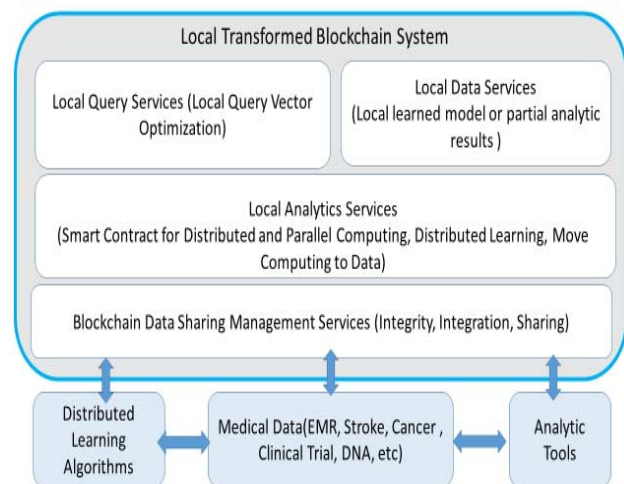 Local Transformed Blockchain System
Local Query Services (Local Query Vector
Optimization)
Local Data Services
(Local learned model or partial analytic
results )
Local Analytics Services
(Smart Contract for Distributed and Parallel Computing, Distributed Learning, Move
Computing to Data)
Blockchain Data Sharing Management Services (Integrity, Integration, Sharing)
Distributed
Learning
Algorithms
Medical Data(EMR, Stroke, Cancer ,
Clinical Trial, DNA, etc)
Analytic
Tools